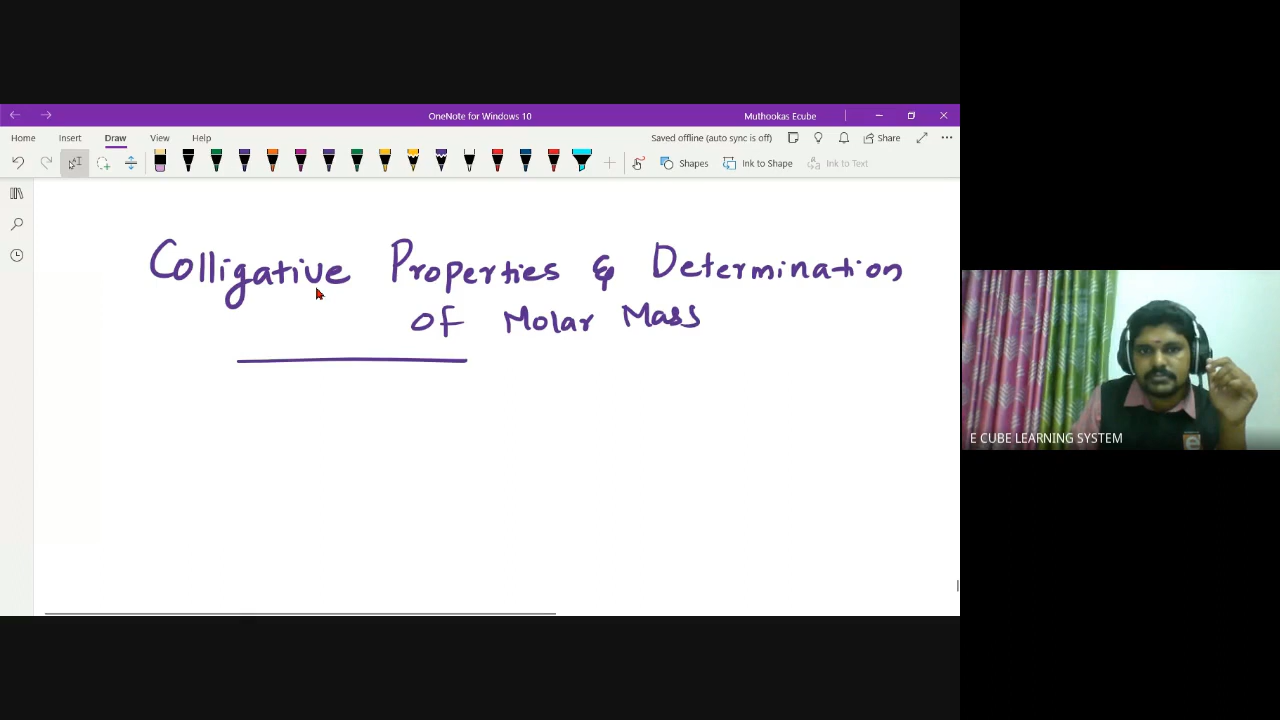 OneNote for Windows 10
Muthookas Ecube
Home Insert Draw View Help
Saved offline (auto sync is off)
Share
Shapes
Ink to Shape
Ink to Text
Colligative Properties & Determination
of Molar Mass
E CUBE LEARNING SYSTEM